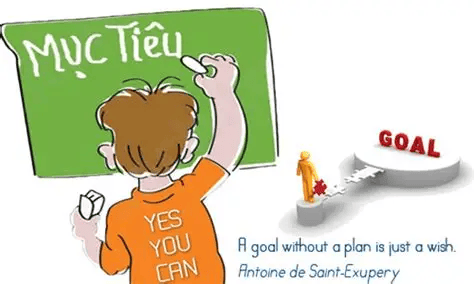 Mục Tiêu
YES
YOU
CAN
GOAL
A goal without a plan is just a wish.
Antoine de Saint-Exupery